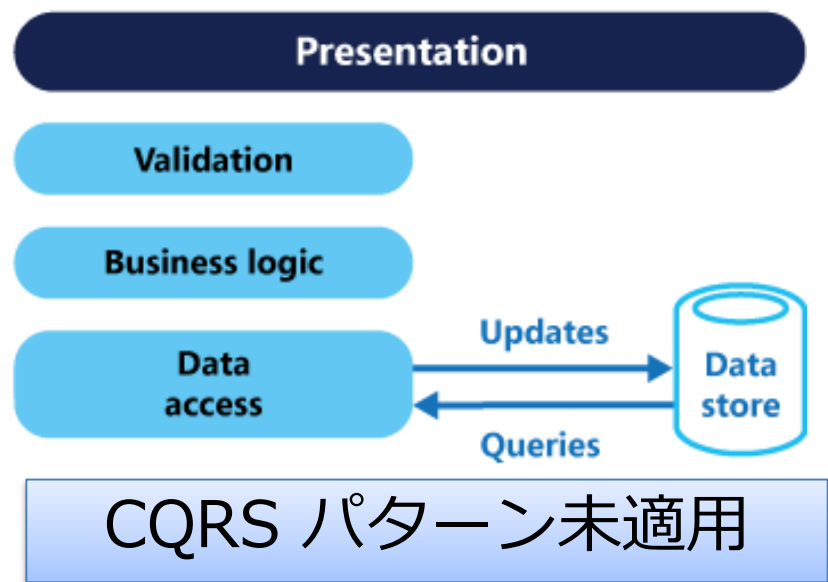 Presentation
Validation
Business logic
Data
access
Updates
Queries
Data
store
CQRS パターン未適用